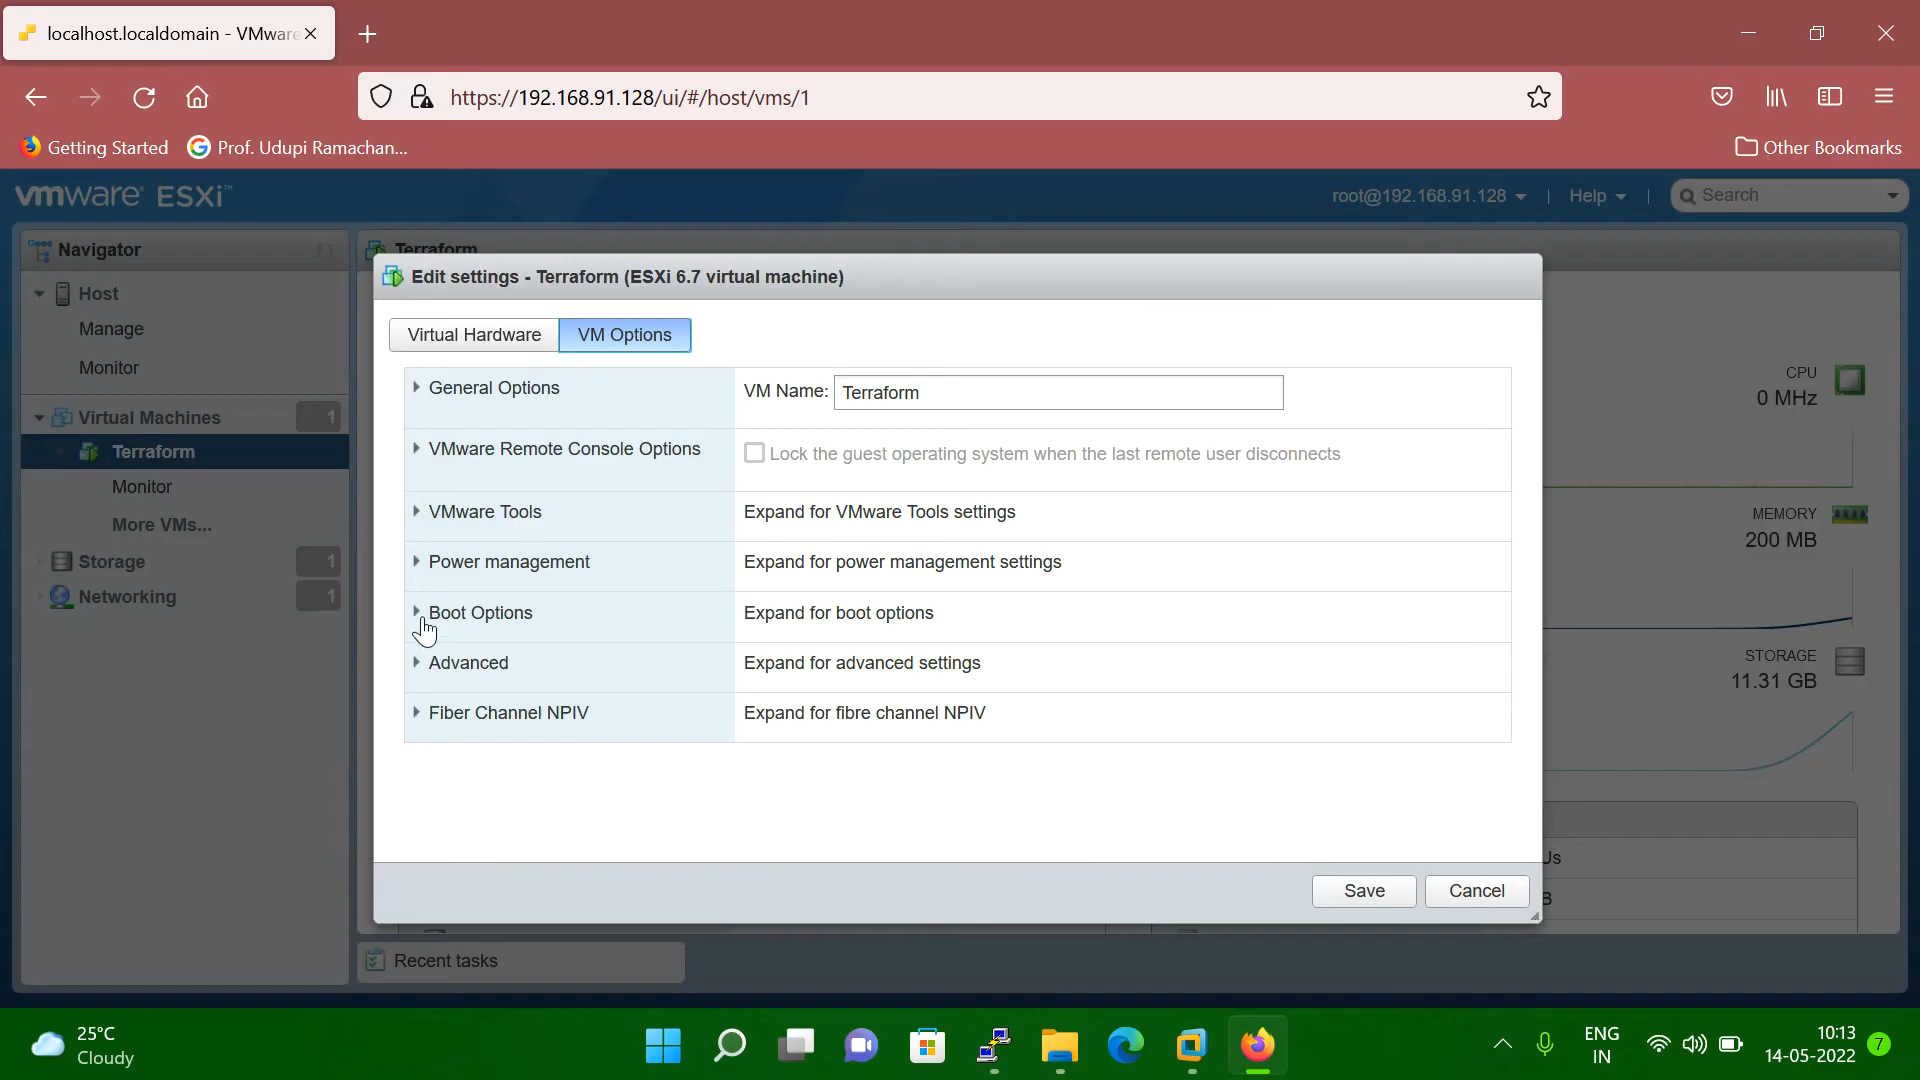 localhost.localdomain - VMware
https://192.168.91.128/ui/#/host/vms/1
Getting Started
Prof. Udupi Ramachan...
Other Bookmarks
vmware ESXi™
root@192.168.91.128
|
Help
|
Search
Navigator
Host
Manage
Monitor
Virtual Machines
1
Terraform
Monitor
More VMs...
Storage
1
Networking
1
Terraform
Edit settings - Terraform (ESXi 6.7 virtual machine)
Virtual Hardware
VM Options
General Options
VM Name:
Terraform
VMware Remote Console Options
Lock the guest operating system when the last remote user disconnects
VMware Tools
Expand for VMware Tools settings
Power management
Expand for power management settings
Boot Options
Expand for boot options
Advanced
Expand for advanced settings
Fiber Channel NPIV
Expand for fibre channel NPIV
Save
Cancel
CPU
0 MHz
MEMORY
200 MB
STORAGE
11.31 GB
Recent tasks
25°C
Cloudy
ENG
IN
10:13
14-05-2022
7